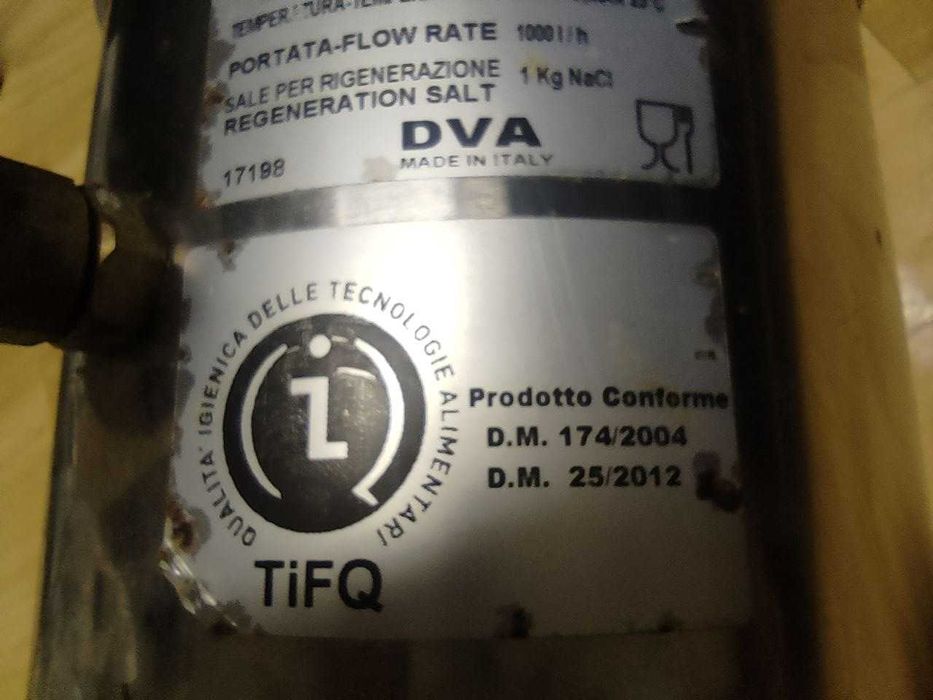 PORTATA-FLOW RATE 1000 l/h
SALE PER RIGENERAZIONE
REGENERATION SALT 1 Kg NaCl
DVA
MADE IN ITALY
17198
QUALITA' IGIENICA DELLE TECNOLOGIE ALIMENTARI
TiFQ
Prodotto Conforme
D.M. 174/2004
D.M. 25/2012